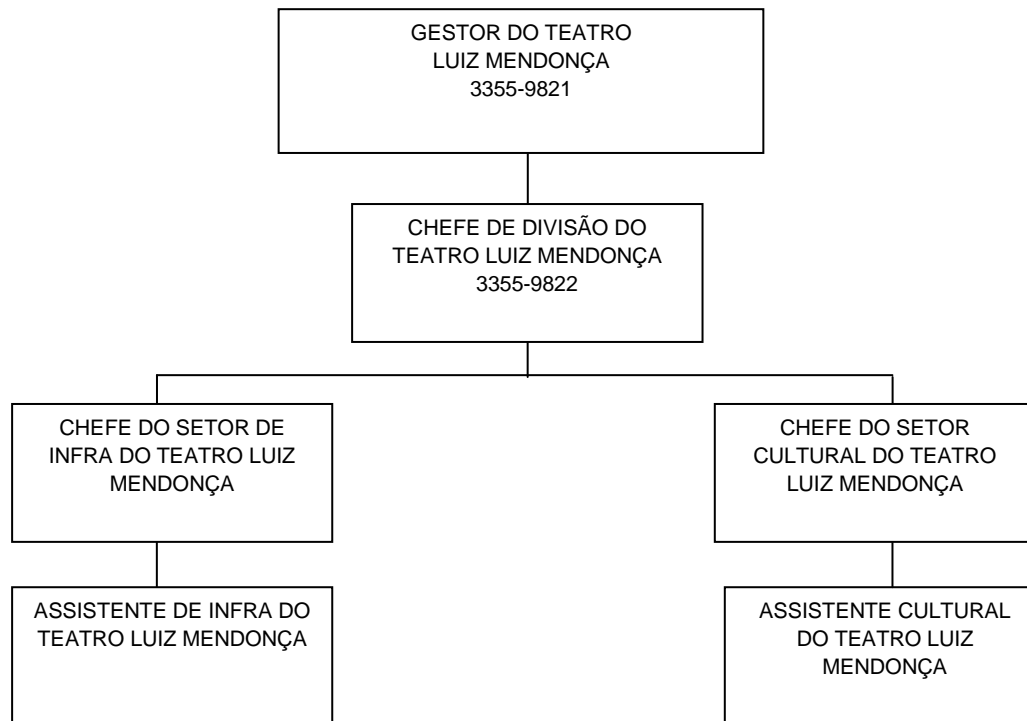 GESTOR DO TEATRO
LUIZ MENDONÇA
3355-9821
CHEFE DE DIVISÃO DO
TEATRO LUIZ MENDONÇA
3355-9822
CHEFE DO SETOR DE
INFRA DO TEATRO LUIZ
MENDONÇA
CHEFE DO SETOR
CULTURAL DO TEATRO
LUIZ MENDONÇA
ASSISTENTE DE INFRA DO
TEATRO LUIZ MENDONÇA
ASSISTENTE CULTURAL
DO TEATRO LUIZ
MENDONÇA